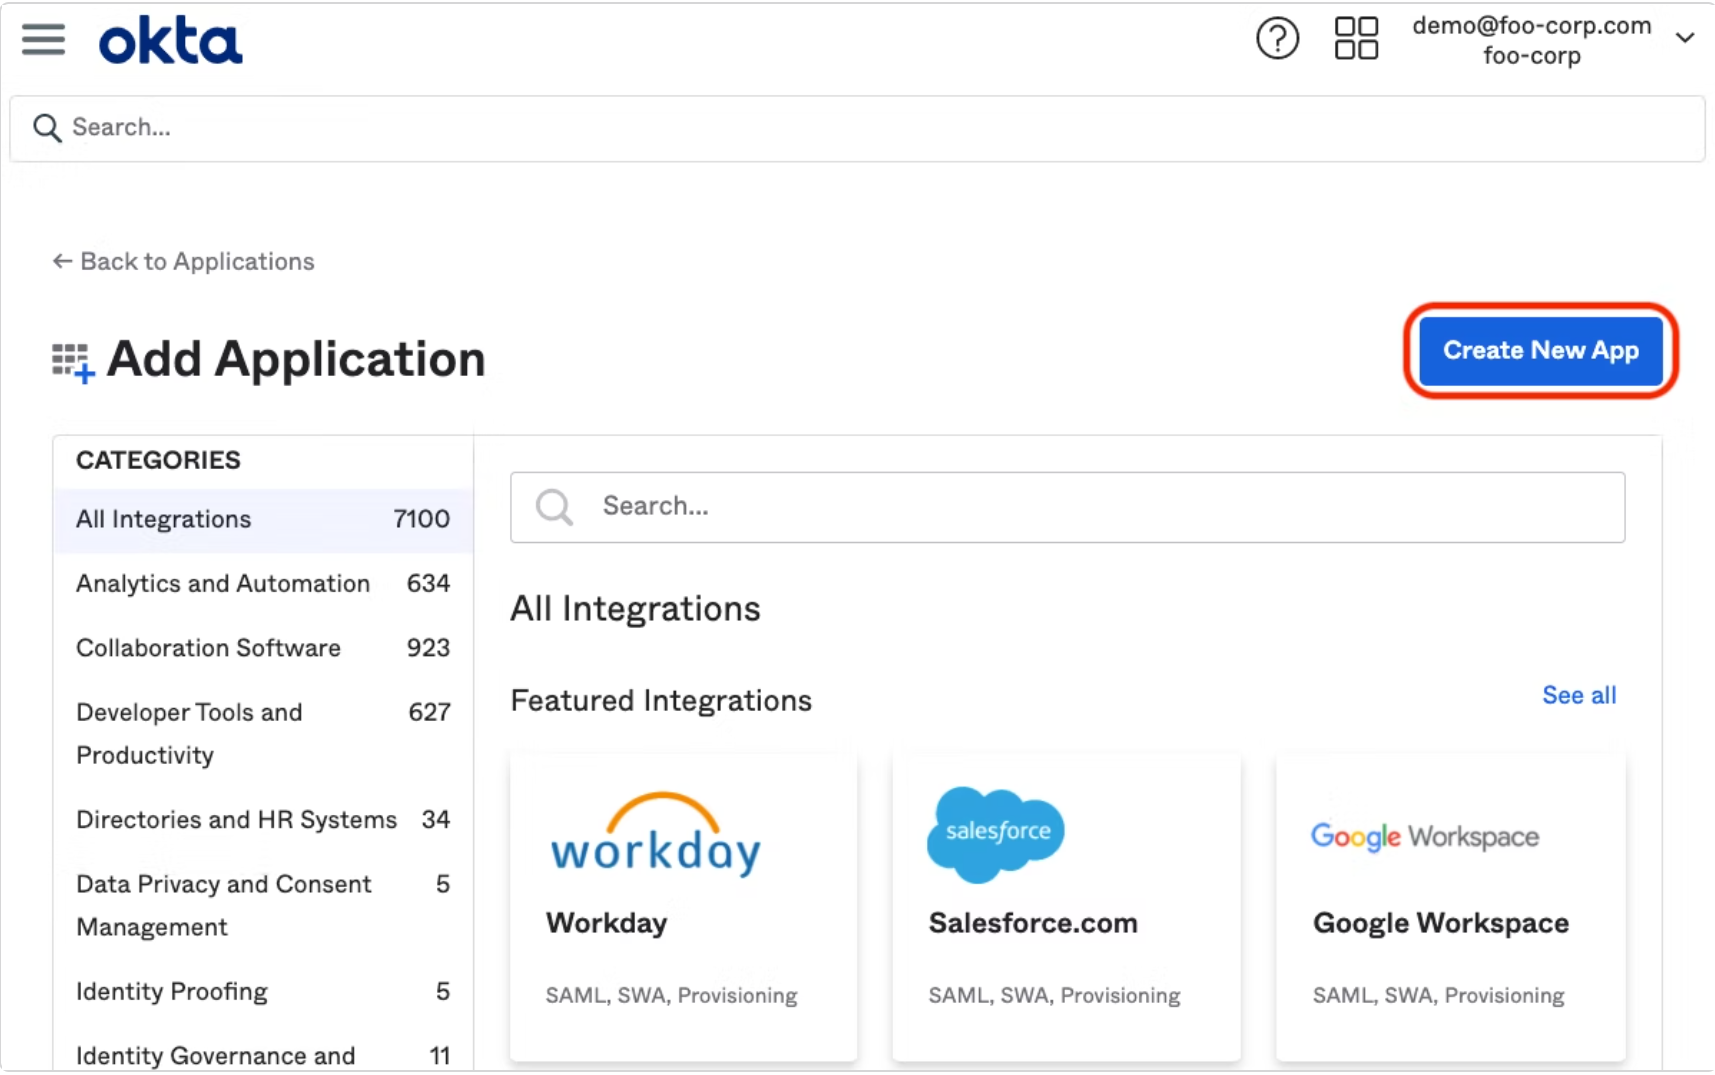 okta
demo@foo-corp.com
foo-corp
Search...
← Back to Applications
Add Application
Create New App
CATEGORIES
All Integrations 7100
Analytics and Automation 634
Collaboration Software 923
Developer Tools and 627
Productivity
Directories and HR Systems 34
Data Privacy and Consent 5
Management
Identity Proofing 5
Identity Governance and 11
Search...
All Integrations
Featured Integrations
See all
workday
Workday
SAML, SWA, Provisioning
salesforce
Salesforce.com
SAML, SWA, Provisioning
Google Workspace
Google Workspace
SAML, SWA, Provisioning